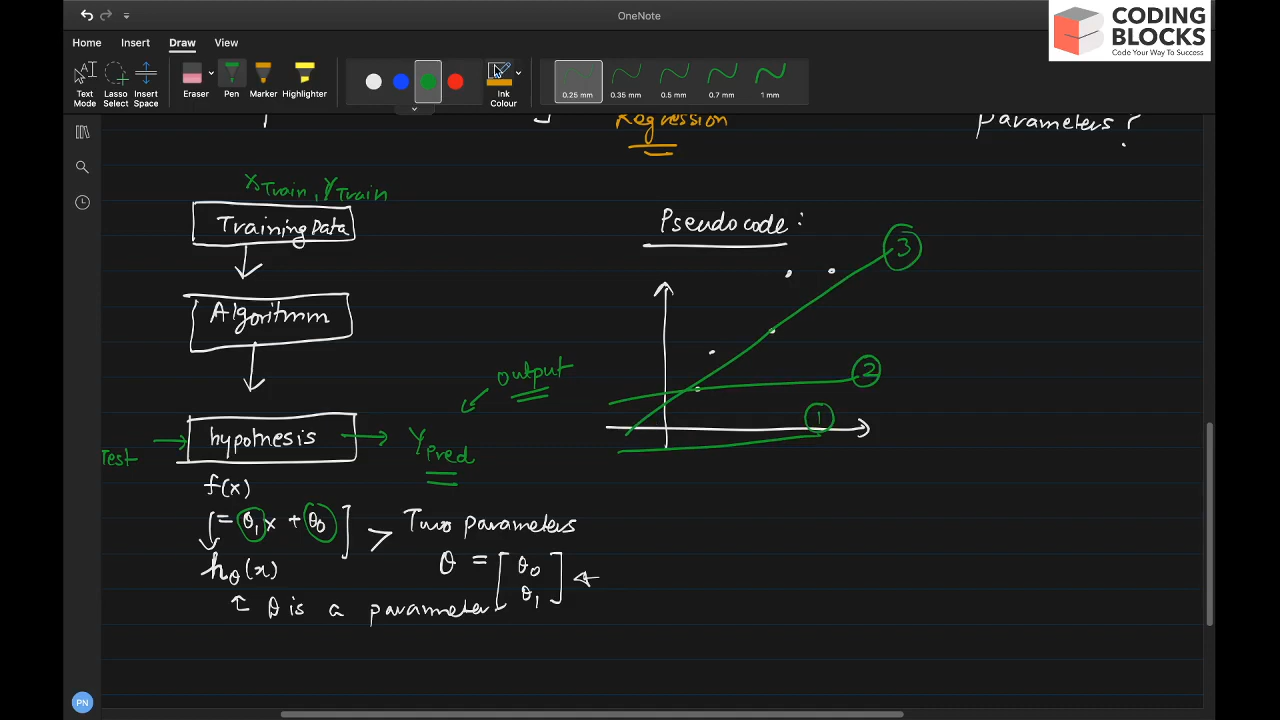 OneNote
CODING
BLOCKS
Code Your Way To Success
Home Insert Draw View
Text Mode
Lasso Select
Insert Space
Eraser
Pen
Marker
Highlighter
Ink Colour
0.25 mm
0.35 mm
0.5 mm
0.7 mm
1 mm
Regression
parameters?
XTrain, YTrain
Training Data
Pseudocode:
3
Algorithm
2
output
1
hypothesis
YPred
Test
f(x)
= θ1x + θ0
Two parameters
hθ(x)
θ = [θ0
θ1]
θ is a parameter
PN